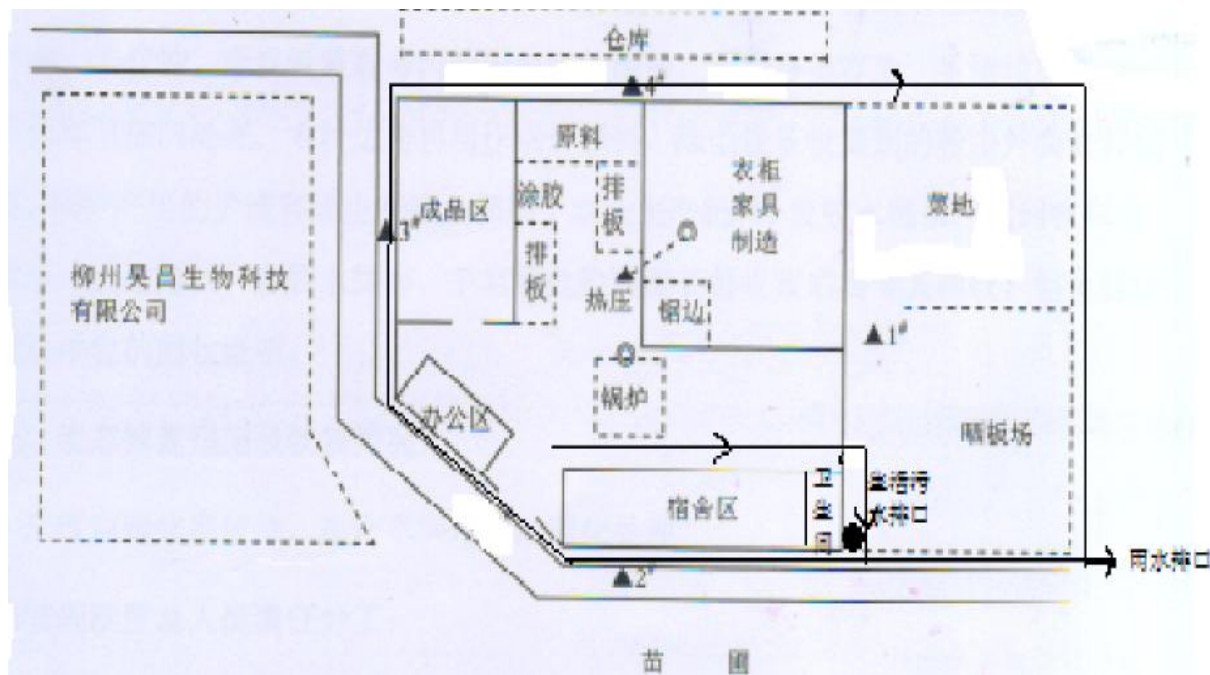 仓库
▲4#
原料
衣柜
家具
制造
成品区
涂胶
排
板
▲3#
排
板
荒地
柳州昊昌生物科技
有限公司
热压
锯边
▲1#
锅炉
办公区
晒板场
宿舍区
卫
生
间
生活污
水排口
雨水排口
▲2#
苗圃